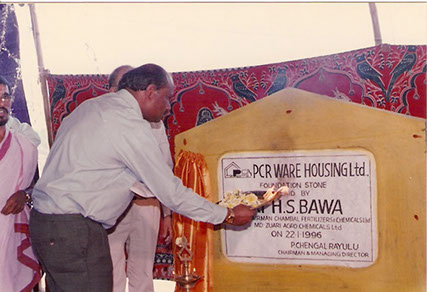 PCR WARE HOUSING Ltd.
FOUNDATION STONE
BY
H.S.BAWA
CHAMBAL FERTILIZERS & CHEMICALS Ltd
MD: ZUARI AGRO CHEMICALS Ltd
ON 22.1.1996
P.CHENGAL RAYULU
CHAIRMAN & MANAGING DIRECTOR